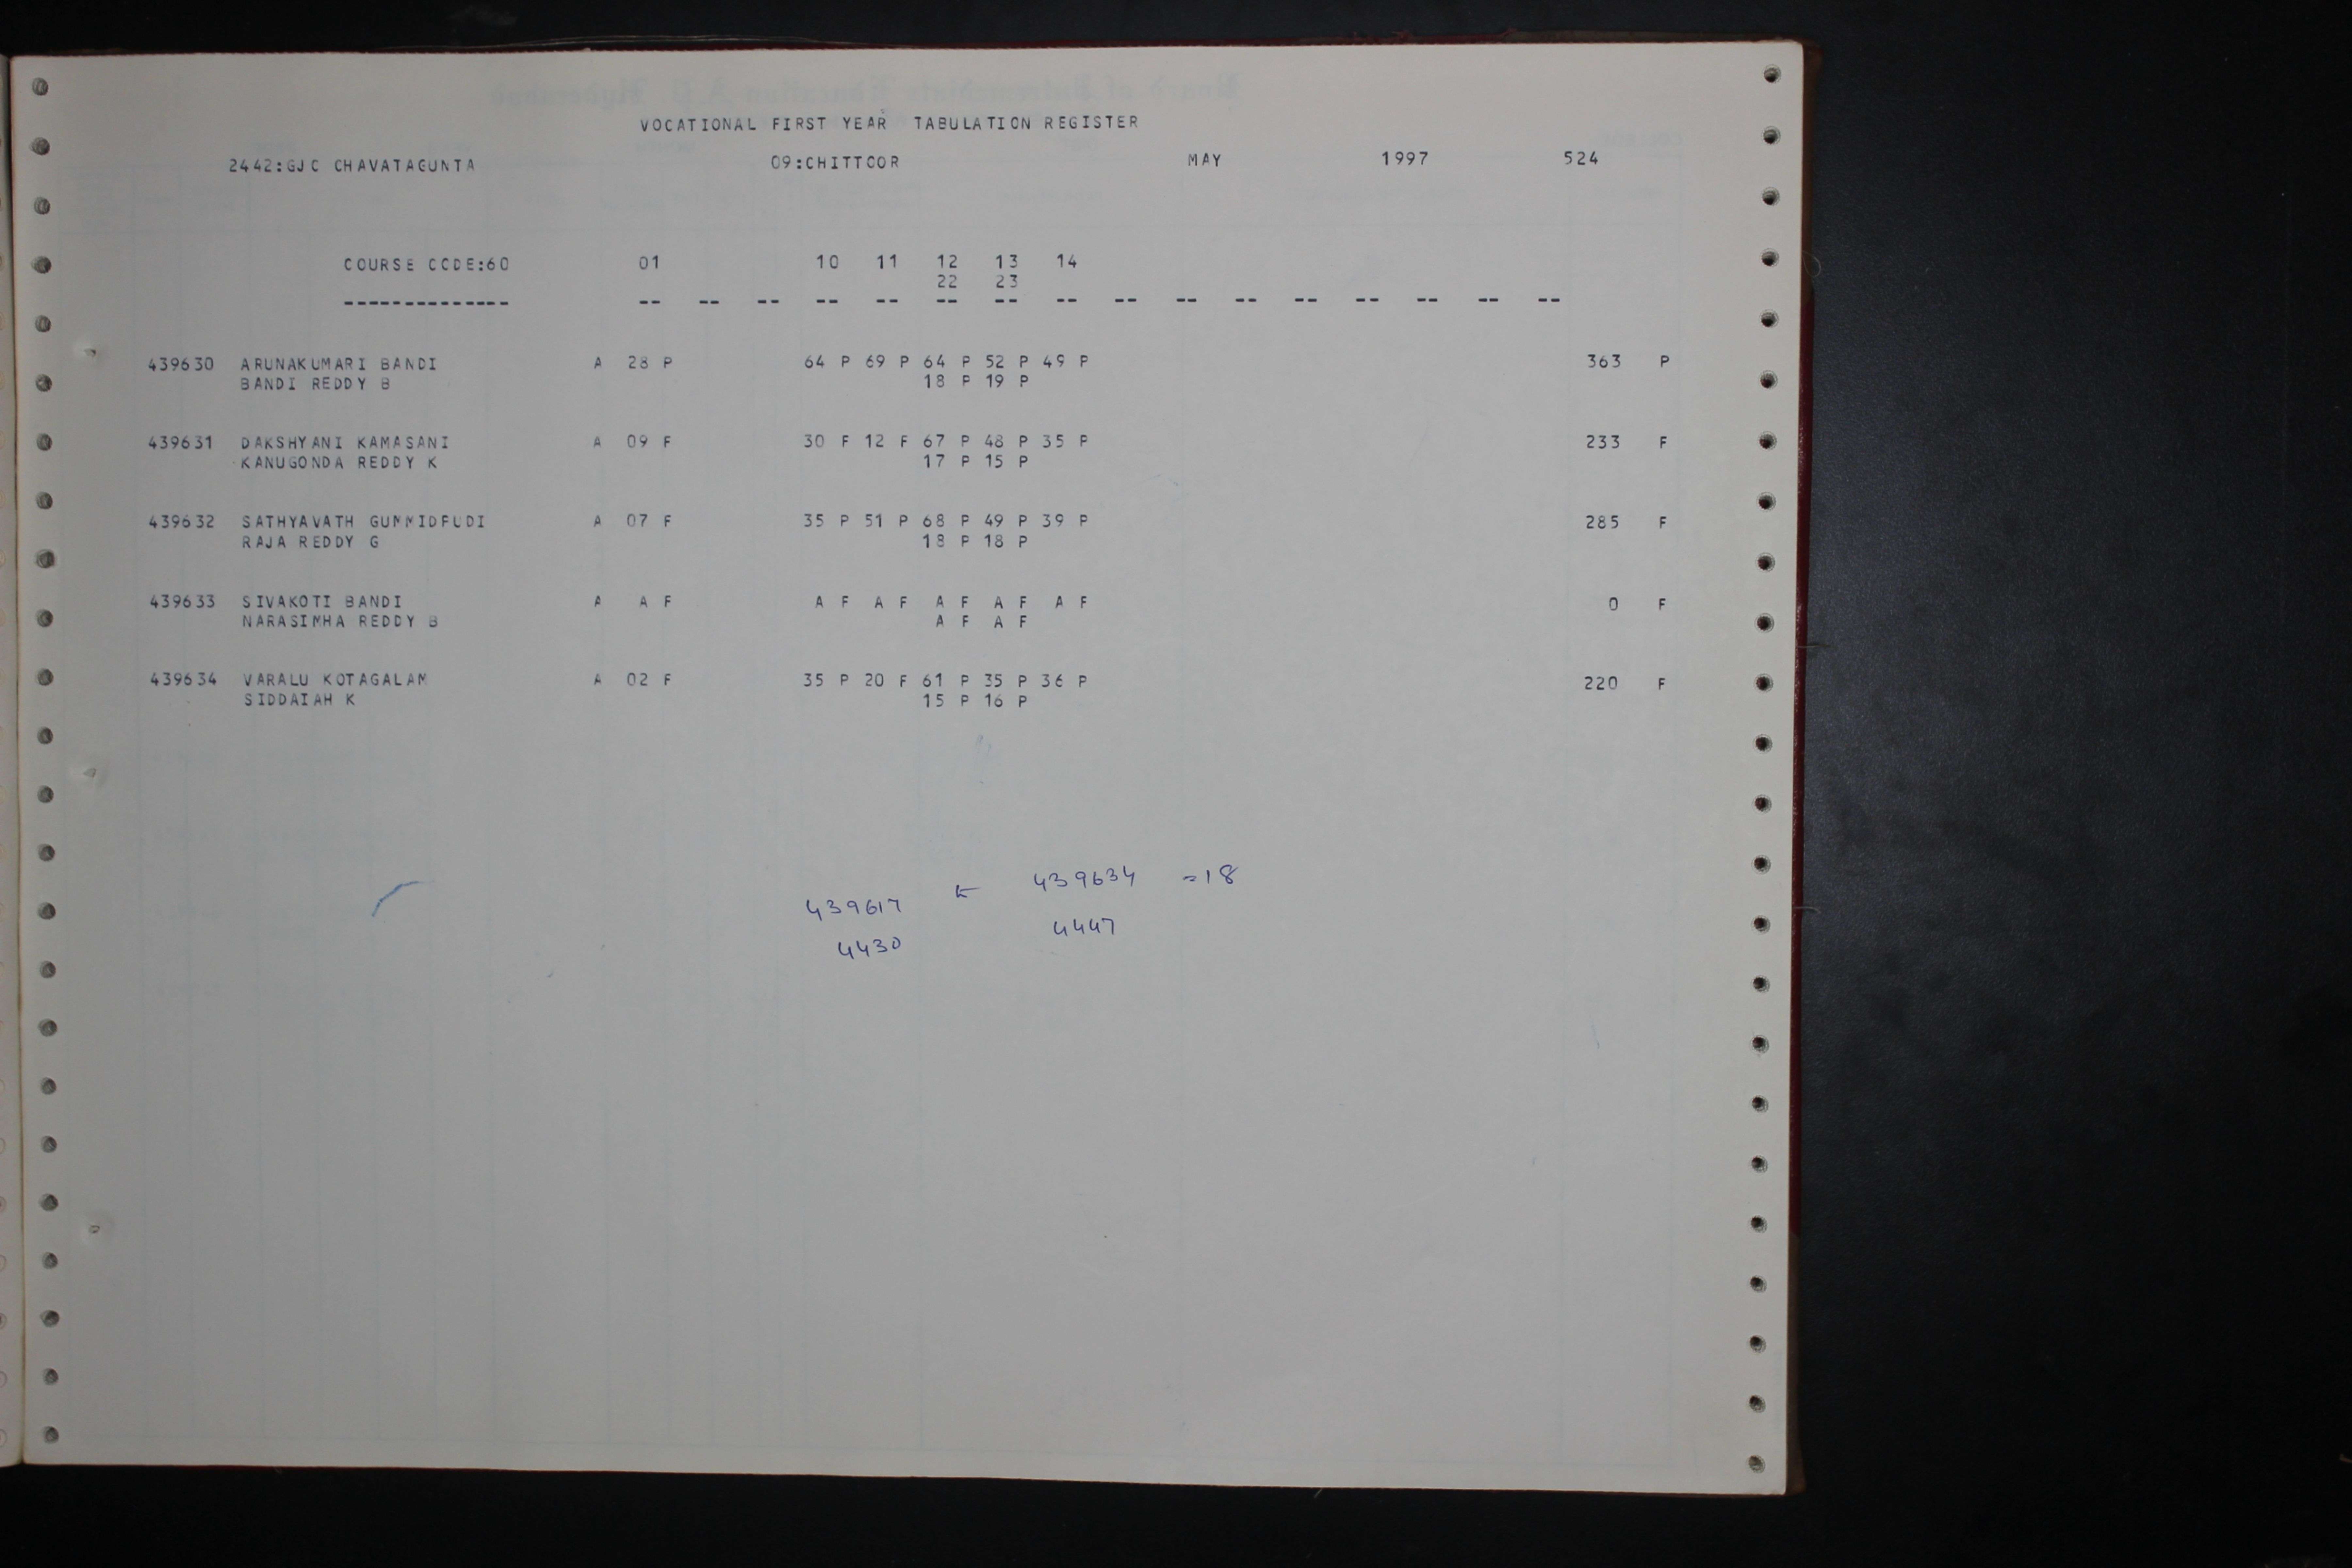 VOCATIONAL FIRST YEAR TABULATION REGISTER
2442:GJC CHAVATAGUNTA 09:CHITTOOR MAY 1997 524
COURSE CODE:60 01 10 11 12 13 14
22 23
-------------- -- -- -- -- -- -- -- -- -- -- -- -- -- -- -- --
439630 ARUNAKUMARI BANDI A 28 P 64 P 69 P 64 P 52 P 49 P 363 P
BANDI REDDY B 18 P 19 P
439631 DAKSHYANI KAMASANI A 09 F 30 F 12 F 67 P 48 P 35 P 233 F
KANUGONDA REDDY K 17 P 15 P
439632 SATHYAVATH GUMMIDPUDI A 07 F 35 P 51 P 68 P 49 P 39 P 285 F
RAJA REDDY G 18 P 18 P
439633 SIVAKOTI BANDI A A F A F A F A F A F A F 0 F
NARASIMHA REDDY B A F A F
439634 VARALU KOTAGALAM A 02 F 35 P 20 F 61 P 35 P 36 P 220 F
SIDDAIAH K 15 P 16 P
439617 439634 =18
4430 4447